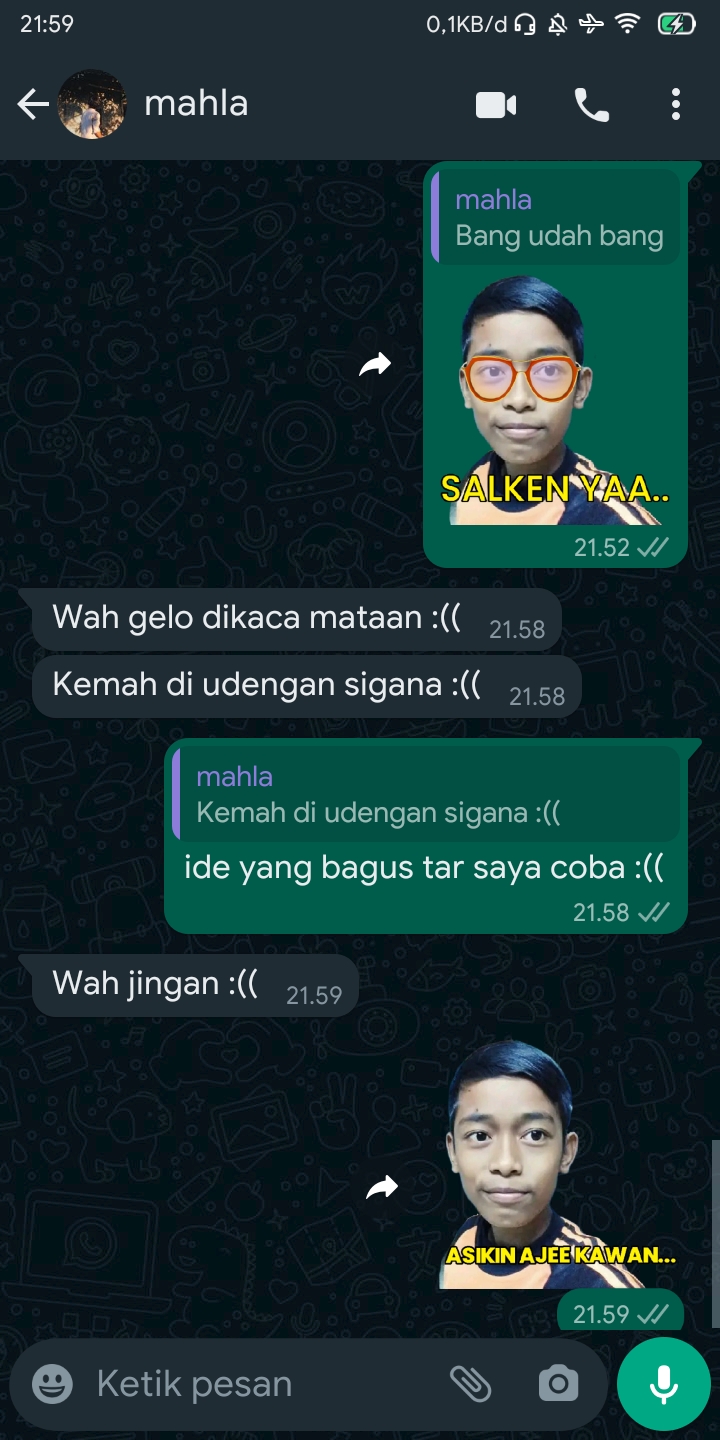 21:59
0,1KB/d
mahla
mahla
Bang udah bang
SALKEN YAA..
21.52
Wah gelo dikaca mataan :((
21.58
Kemah di udengan sigana :((
21.58
mahla
Kemah di udengan sigana :((
ide yang bagus tar saya coba :((
21.58
Wah jingan :((
21.59
ASIKIN AJEE KAWAN...
21.59
Ketik pesan